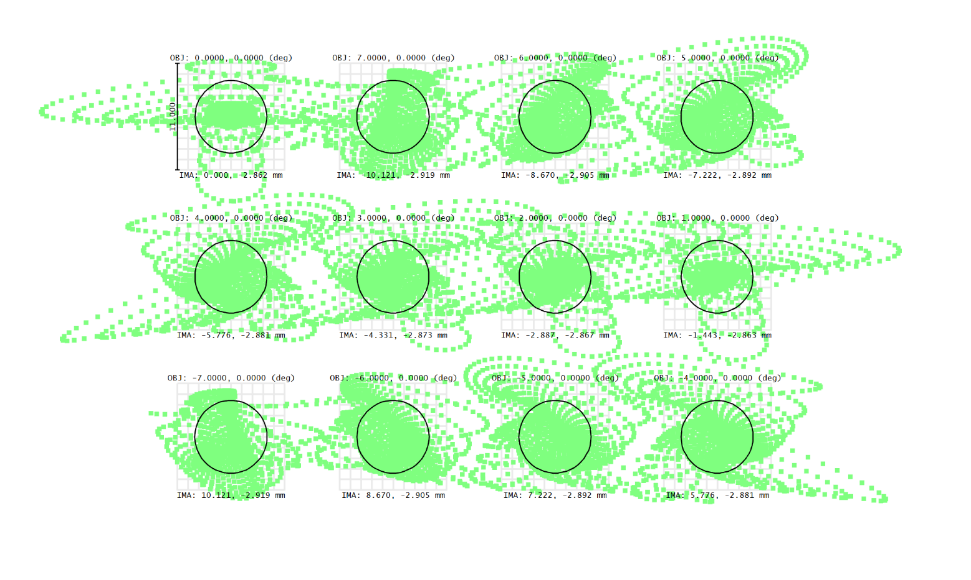 OBJ: 0.0000, 0.0000 (deg)
OBJ: 7.0000, 0.0000 (deg)
OBJ: 6.0000, 0.0000 (deg)
OBJ: 5.0000, 0.0000 (deg)
11.000
IMA: 0.000, -2.862 mm
IMA: -10.121, -2.919 mm
IMA: -8.670, -2.905 mm
IMA: -7.222, -2.892 mm
OBJ: 4.0000, 0.0000 (deg)
OBJ: 3.0000, 0.0000 (deg)
OBJ: 2.0000, 0.0000 (deg)
OBJ: 1.0000, 0.0000 (deg)
IMA: -5.776, -2.881 mm
IMA: -4.331, -2.873 mm
IMA: -2.887, -2.867 mm
IMA: -1.443, -2.863 mm
OBJ: -7.0000, 0.0000 (deg)
OBJ: -6.0000, 0.0000 (deg)
OBJ: -5.0000, 0.0000 (deg)
OBJ: -4.0000, 0.0000 (deg)
IMA: 10.121, -2.919 mm
IMA: 8.670, -2.905 mm
IMA: 7.222, -2.892 mm
IMA: 5.776, -2.881 mm